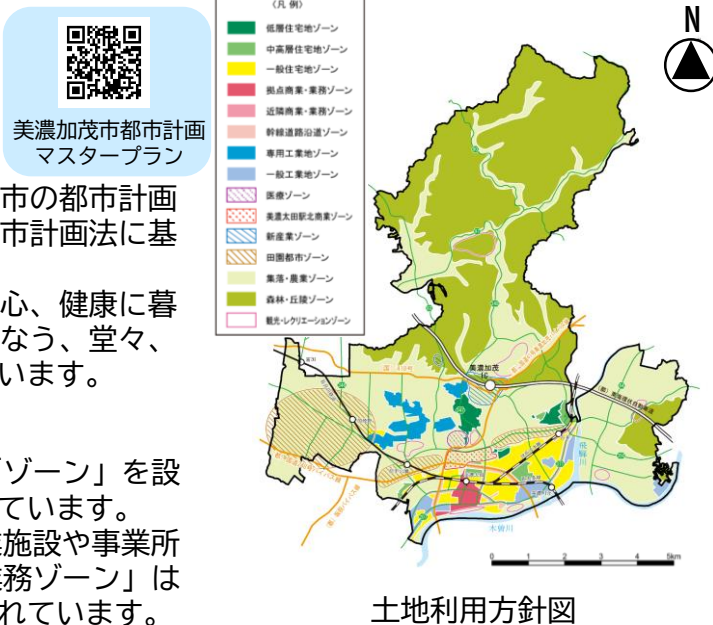 美濃加茂市都市計画
マスタープラン
市の都市計画
市計画法に基
心、健康に暮
なう、堂々、
います。
ゾーン」を設
ています。
施設や事業所
務ゾーン」は
れています。
〈凡 例〉
低層住宅地ゾーン
中高層住宅地ゾーン
一般住宅地ゾーン
拠点商業・業務ゾーン
近隣商業・業務ゾーン
幹線道路沿道ゾーン
専用工業地ゾーン
一般工業地ゾーン
医療ゾーン
美濃太田駅北商業ゾーン
新産業ゾーン
田園都市ゾーン
集落・農業ゾーン
森林・丘陵ゾーン
観光・レクリエーションゾーン
N
美濃加茂
IC
飛騨川
木曽川
0 1 2 3 4 5km
土地利用方針図